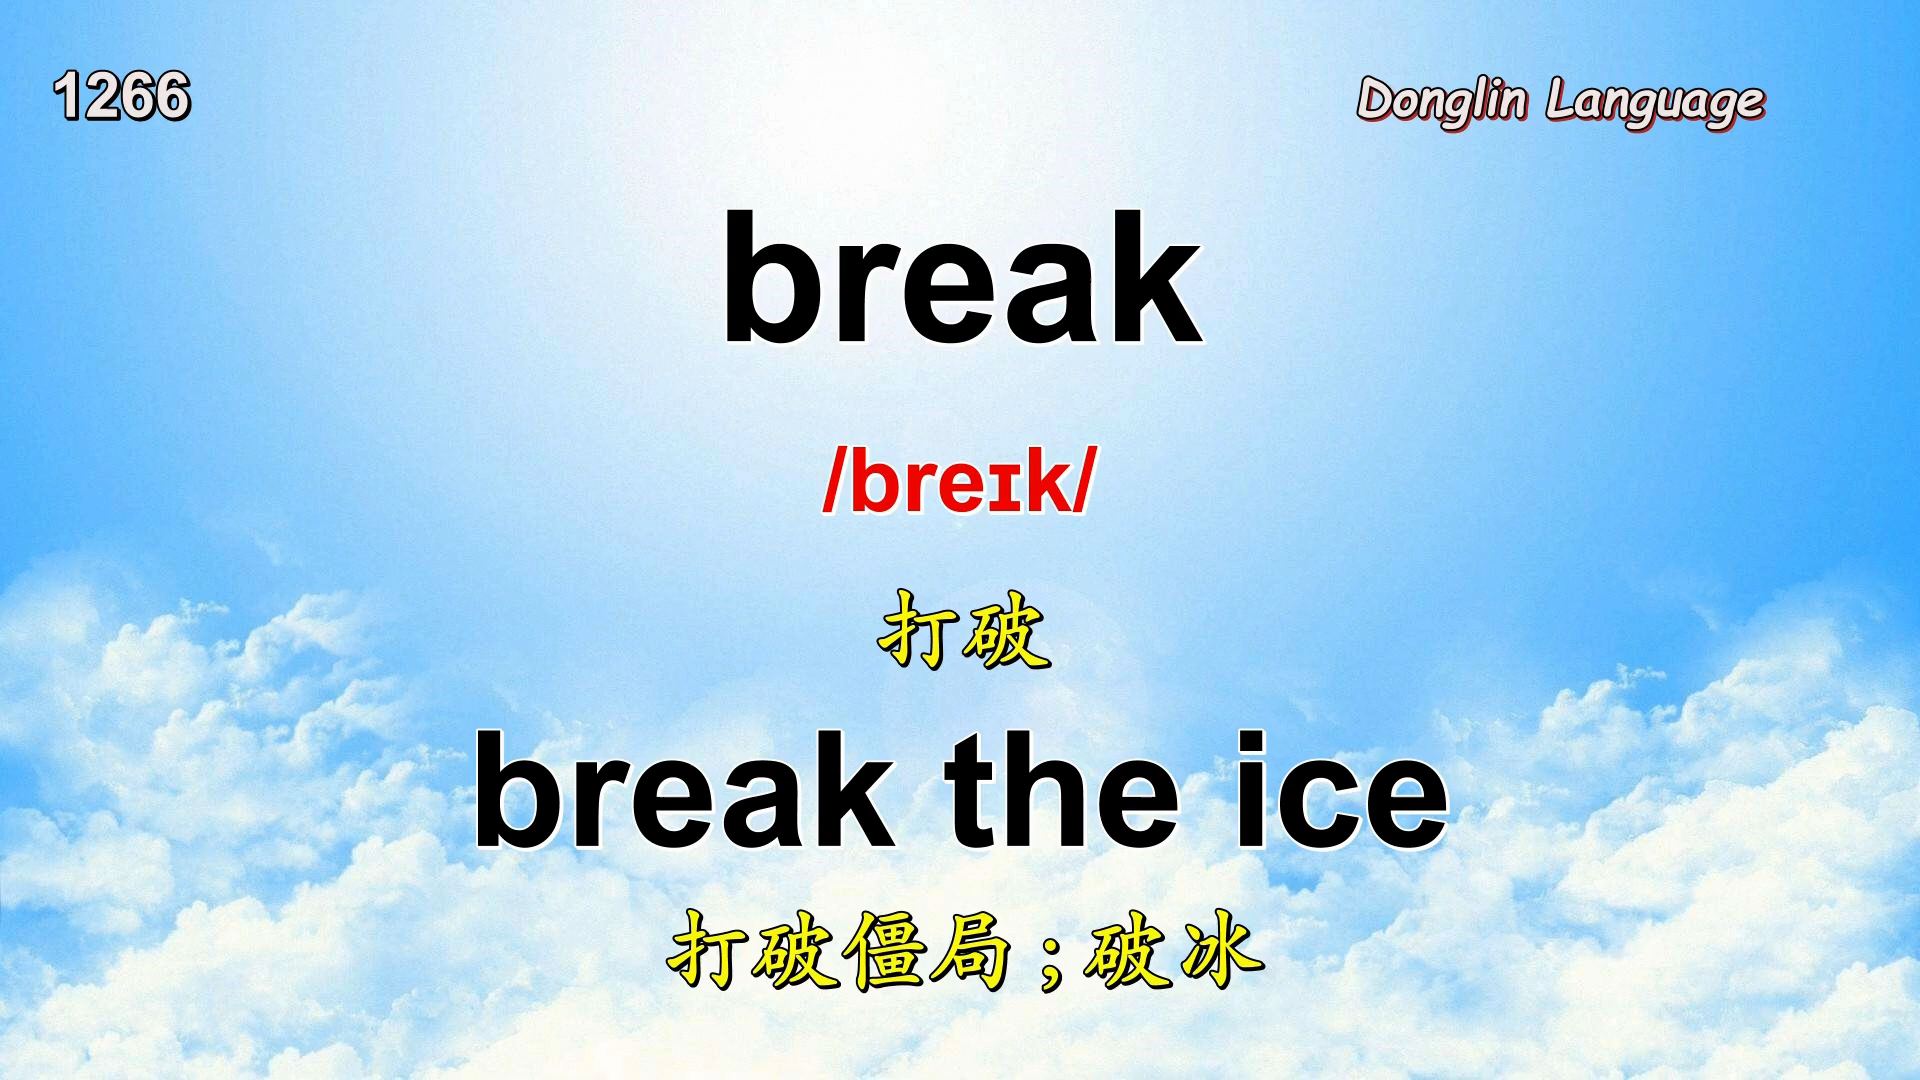 1266
Donglin Language
break
/breɪk/
打破
break the ice
打破僵局;破冰